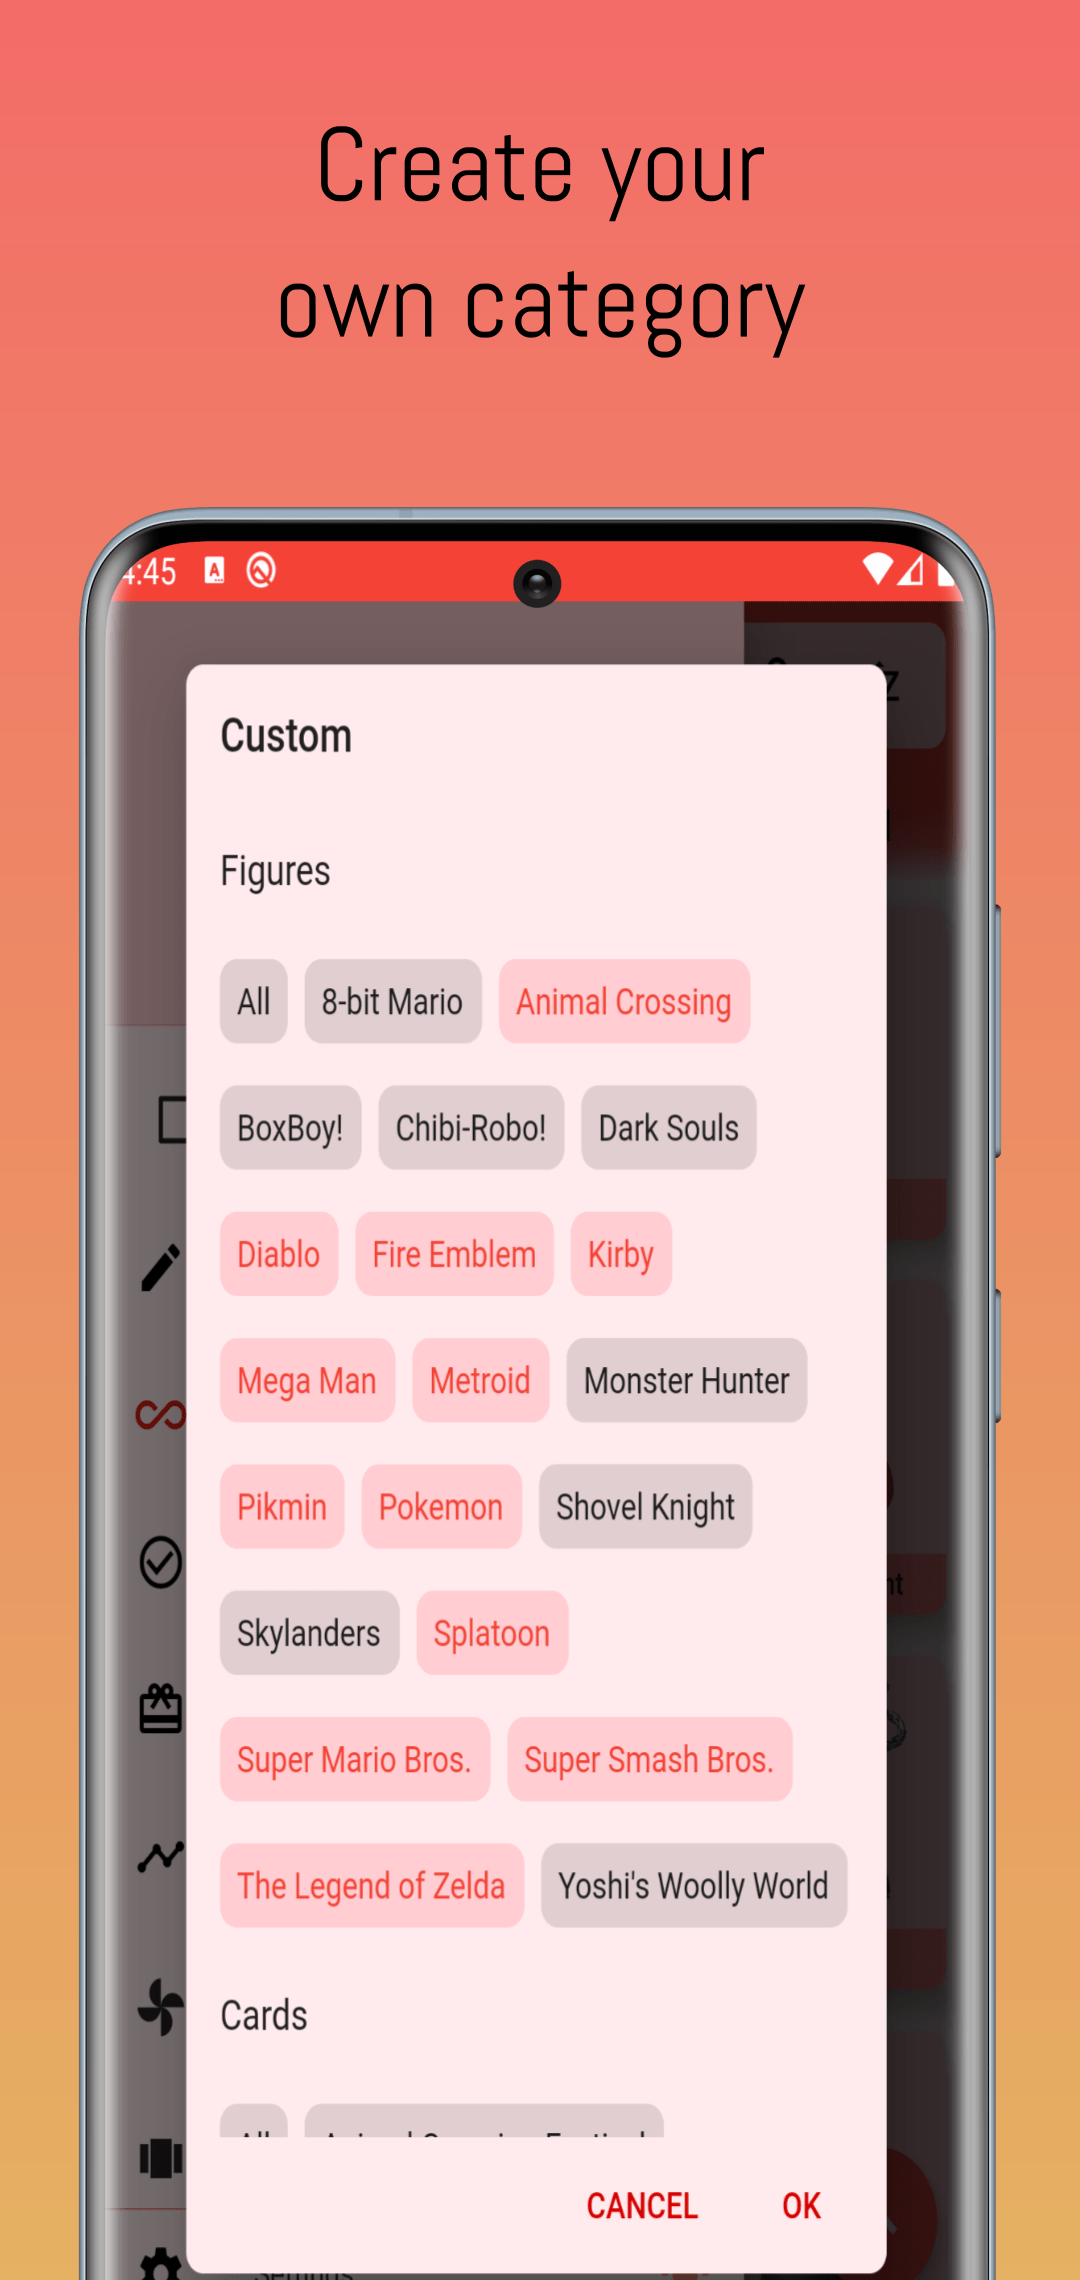 Create your
own category
4:45
Custom
Figures
All 8-bit Mario Animal Crossing
BoxBoy! Chibi-Robo! Dark Souls
Diablo Fire Emblem Kirby
Mega Man Metroid Monster Hunter
Pikmin Pokemon Shovel Knight
Skylanders Splatoon
Super Mario Bros. Super Smash Bros.
The Legend of Zelda Yoshi's Woolly World
Cards
All
CANCEL OK